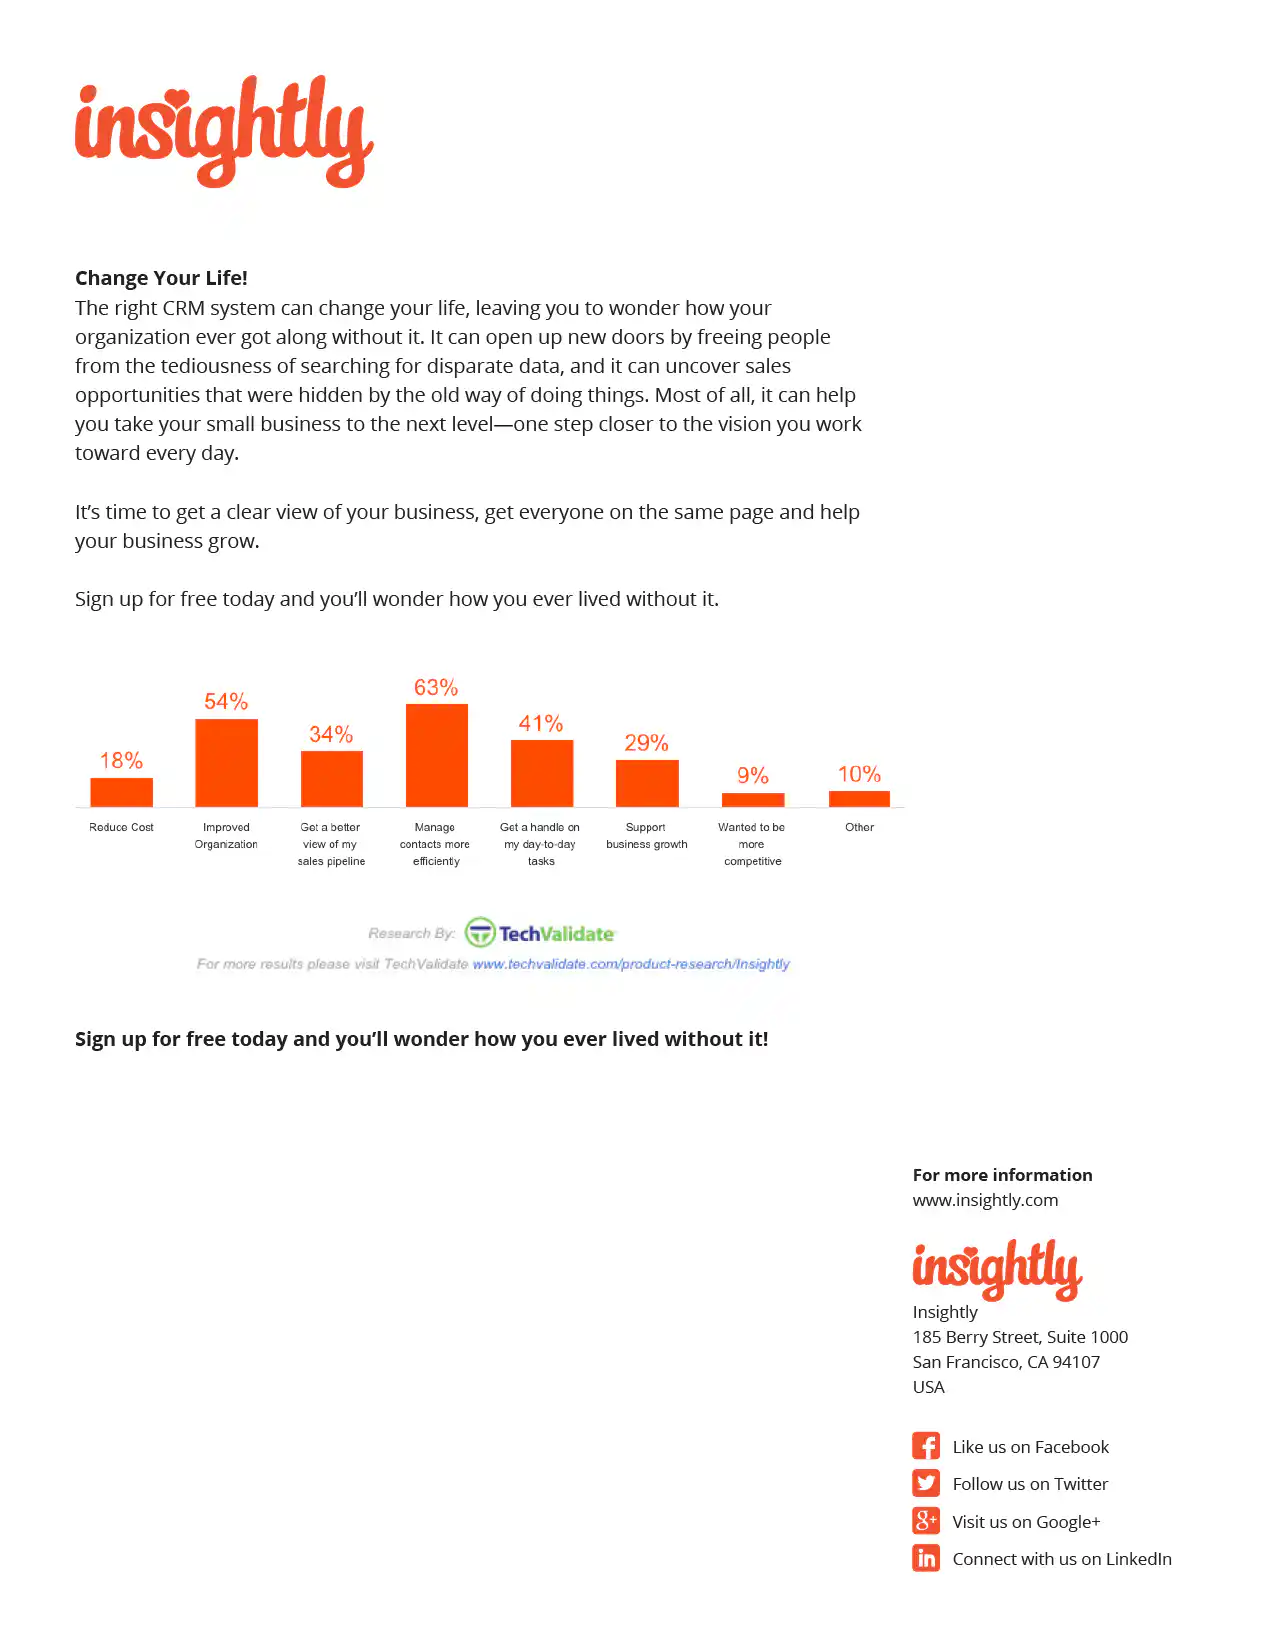 insightly
Change Your Life!
The right CRM system can change your life, leaving you to wonder how your
organization ever got along without it. It can open up new doors by freeing people
from the tediousness of searching for disparate data, and it can uncover sales
opportunities that were hidden by the old way of doing things. Most of all, it can help
you take your small business to the next level—one step closer to the vision you work
toward every day.
It’s time to get a clear view of your business, get everyone on the same page and help
your business grow.
Sign up for free today and you’ll wonder how you ever lived without it.
18%
54%
34%
63%
41%
29%
9%
10%
Reduce Cost
Improved
Organization
Get a better
view of my
sales pipeline
Manage
contacts more
efficiently
Get a handle on
my day-to-day
tasks
Support
business growth
Wanted to be
more
competitive
Other
Research By: TechValidate
For more results please visit TechValidate www.techvalidate.com/product-research/Insightly
Sign up for free today and you’ll wonder how you ever lived without it!
For more information
www.insightly.com
insightly
Insightly
185 Berry Street, Suite 1000
San Francisco, CA 94107
USA
Like us on Facebook
Follow us on Twitter
Visit us on Google+
Connect with us on LinkedIn